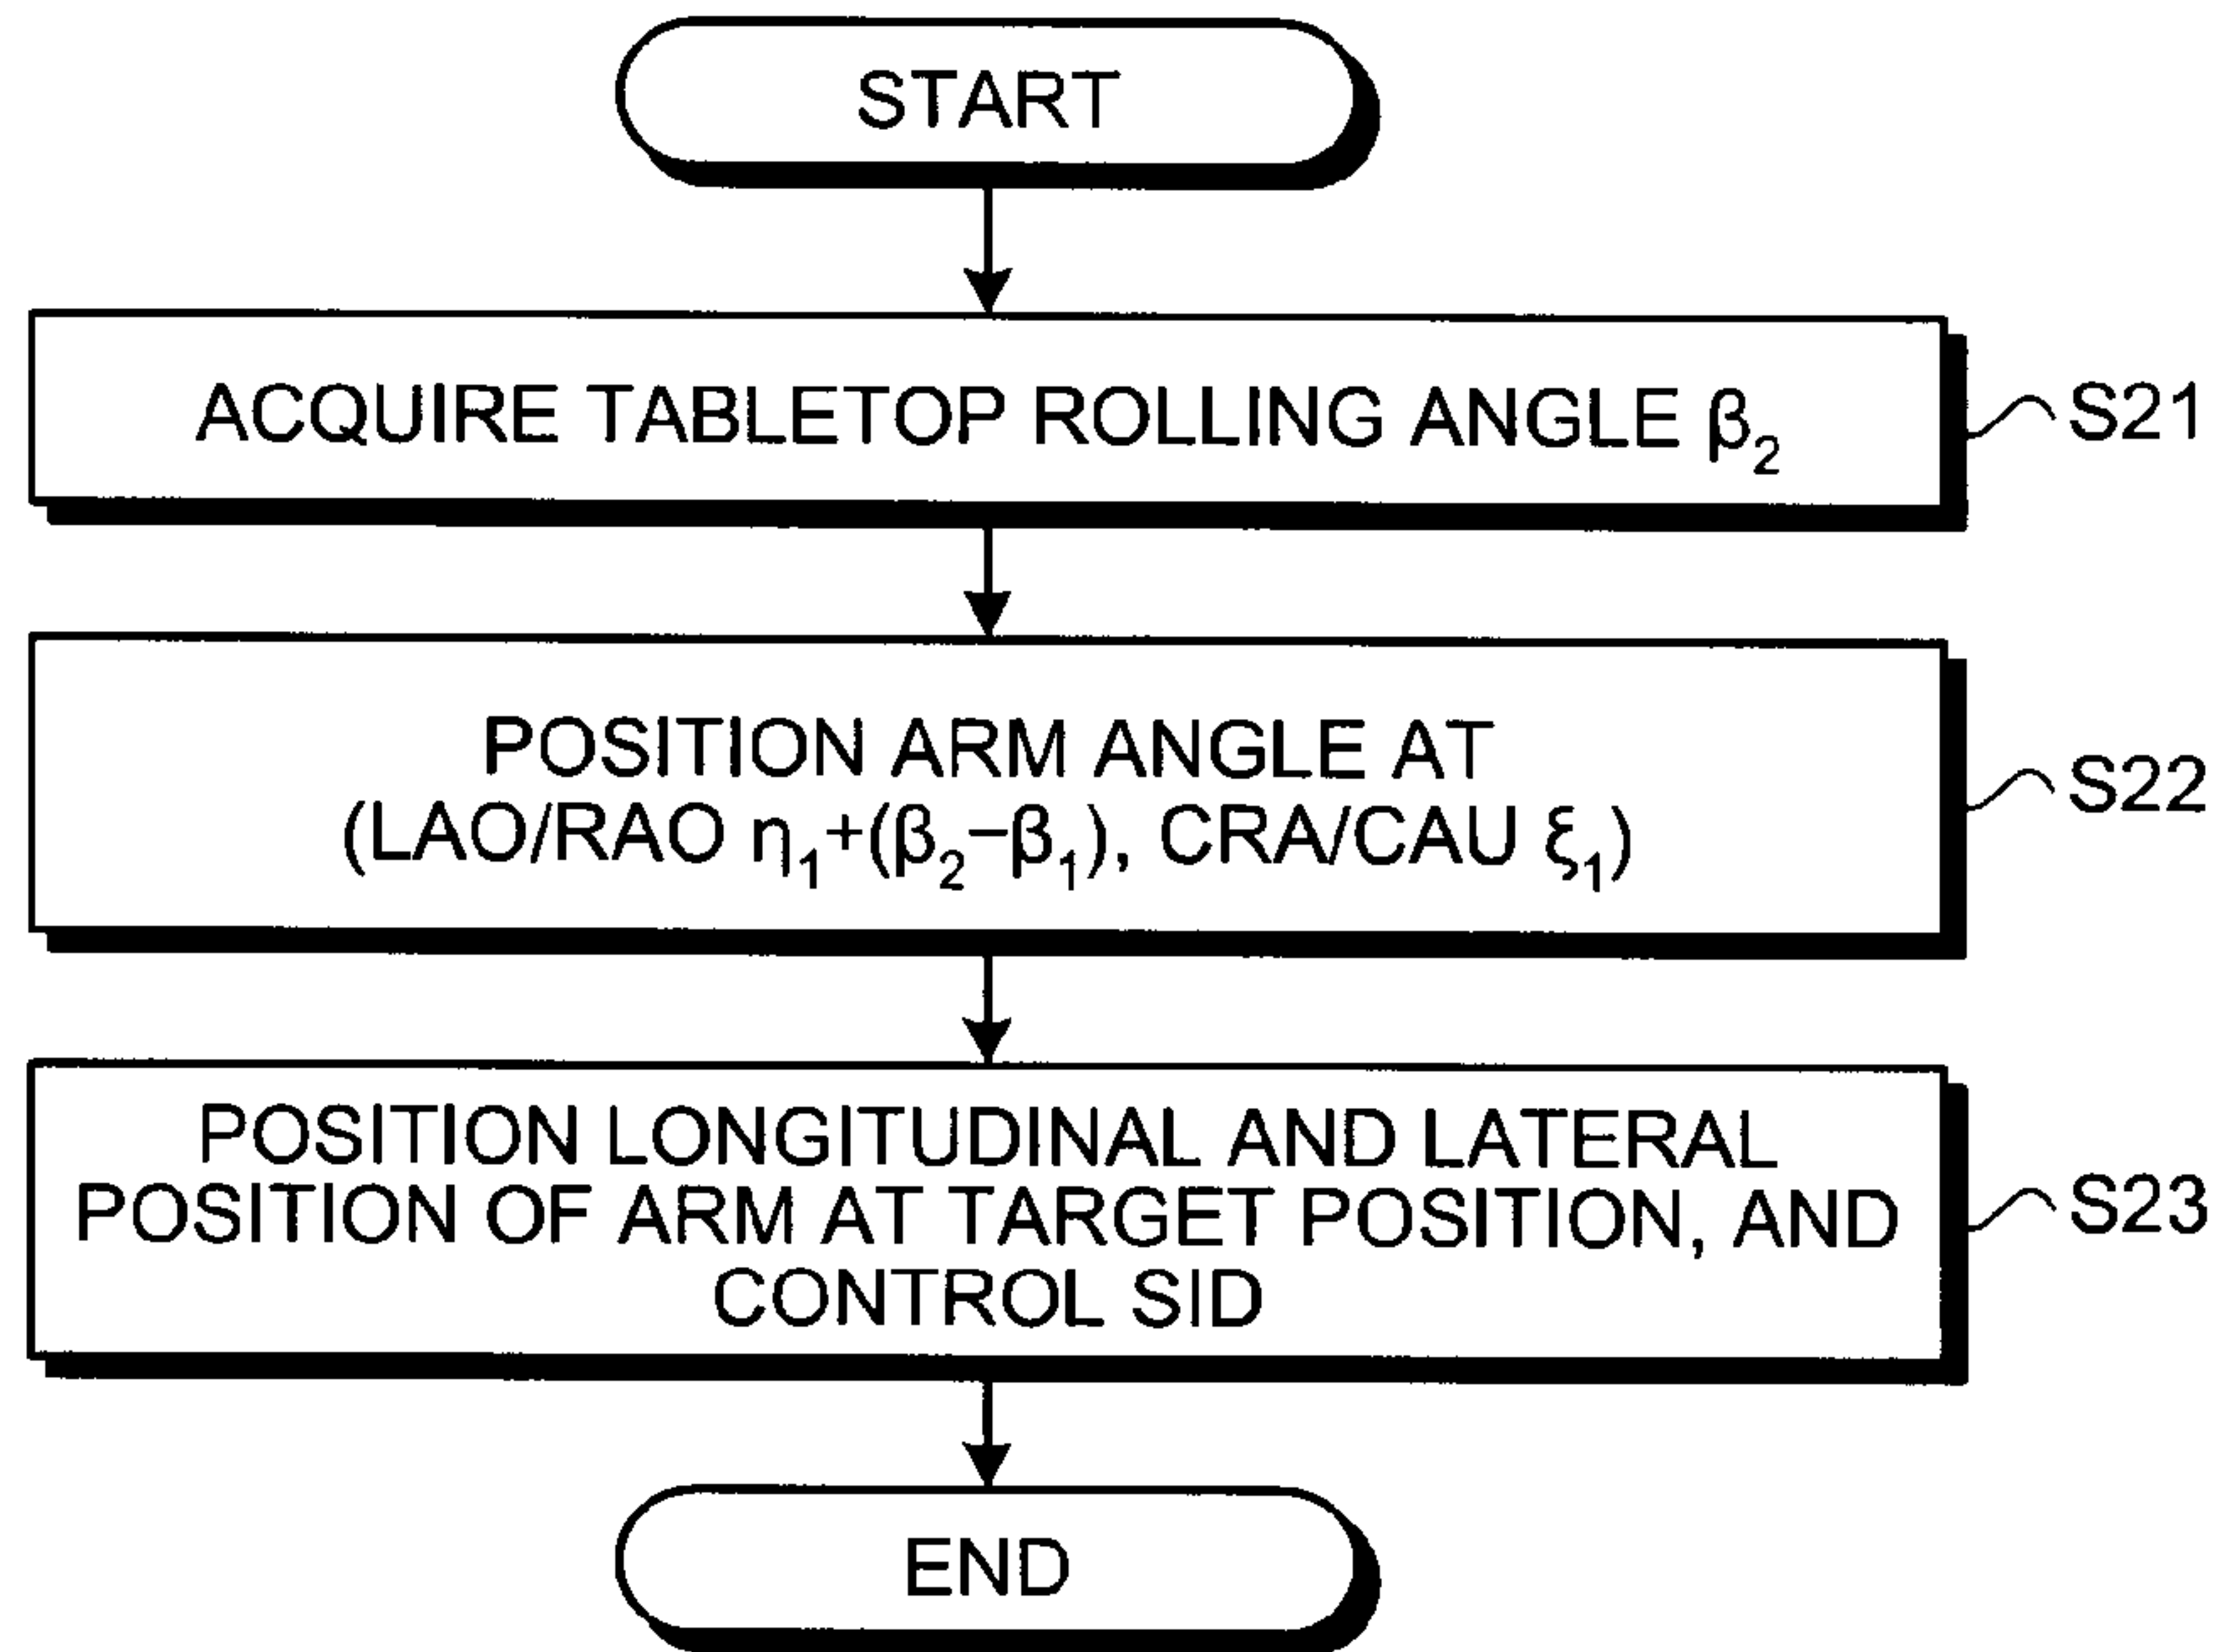 START
ACQUIRE TABLETOP ROLLING ANGLE β₂
S21
POSITION ARM ANGLE AT
(LAO/RAO η₁+(β₂−β₁), CRA/CAU ξ₁)
S22
POSITION LONGITUDINAL AND LATERAL
POSITION OF ARM AT TARGET POSITION, AND
CONTROL SID
S23
END